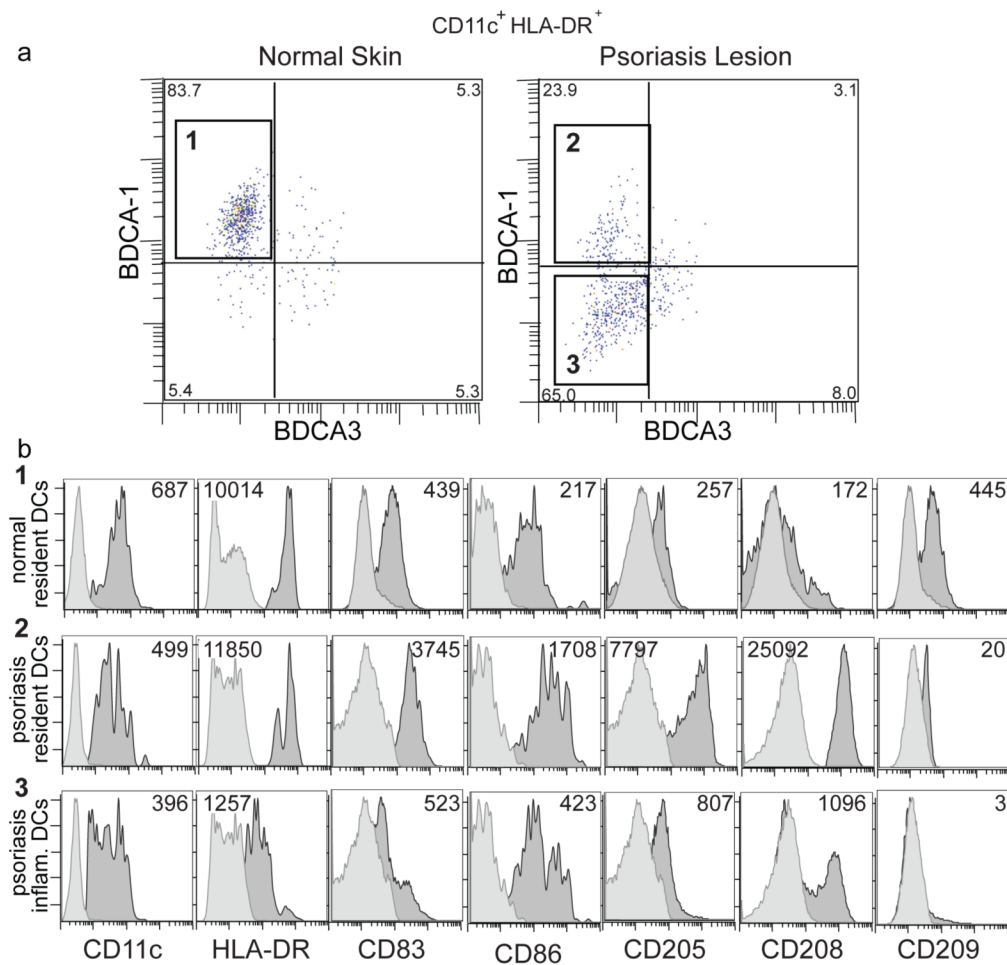 CD11c+ HLA-DR+
a
Normal Skin
Psoriasis Lesion
83.7
5.3
1
5.4
5.3
BDCA-1
BDCA3
23.9
3.1
2
3
65.0
8.0
BDCA-1
BDCA3
b
1
normal
resident DCs
687
10014
439
217
257
172
445
2
psoriasis
resident DCs
499
11850
3745
1708
7797
25092
20
3
psoriasis
inflam. DCs
396
1257
523
423
807
1096
3
CD11c
HLA-DR
CD83
CD86
CD205
CD208
CD209